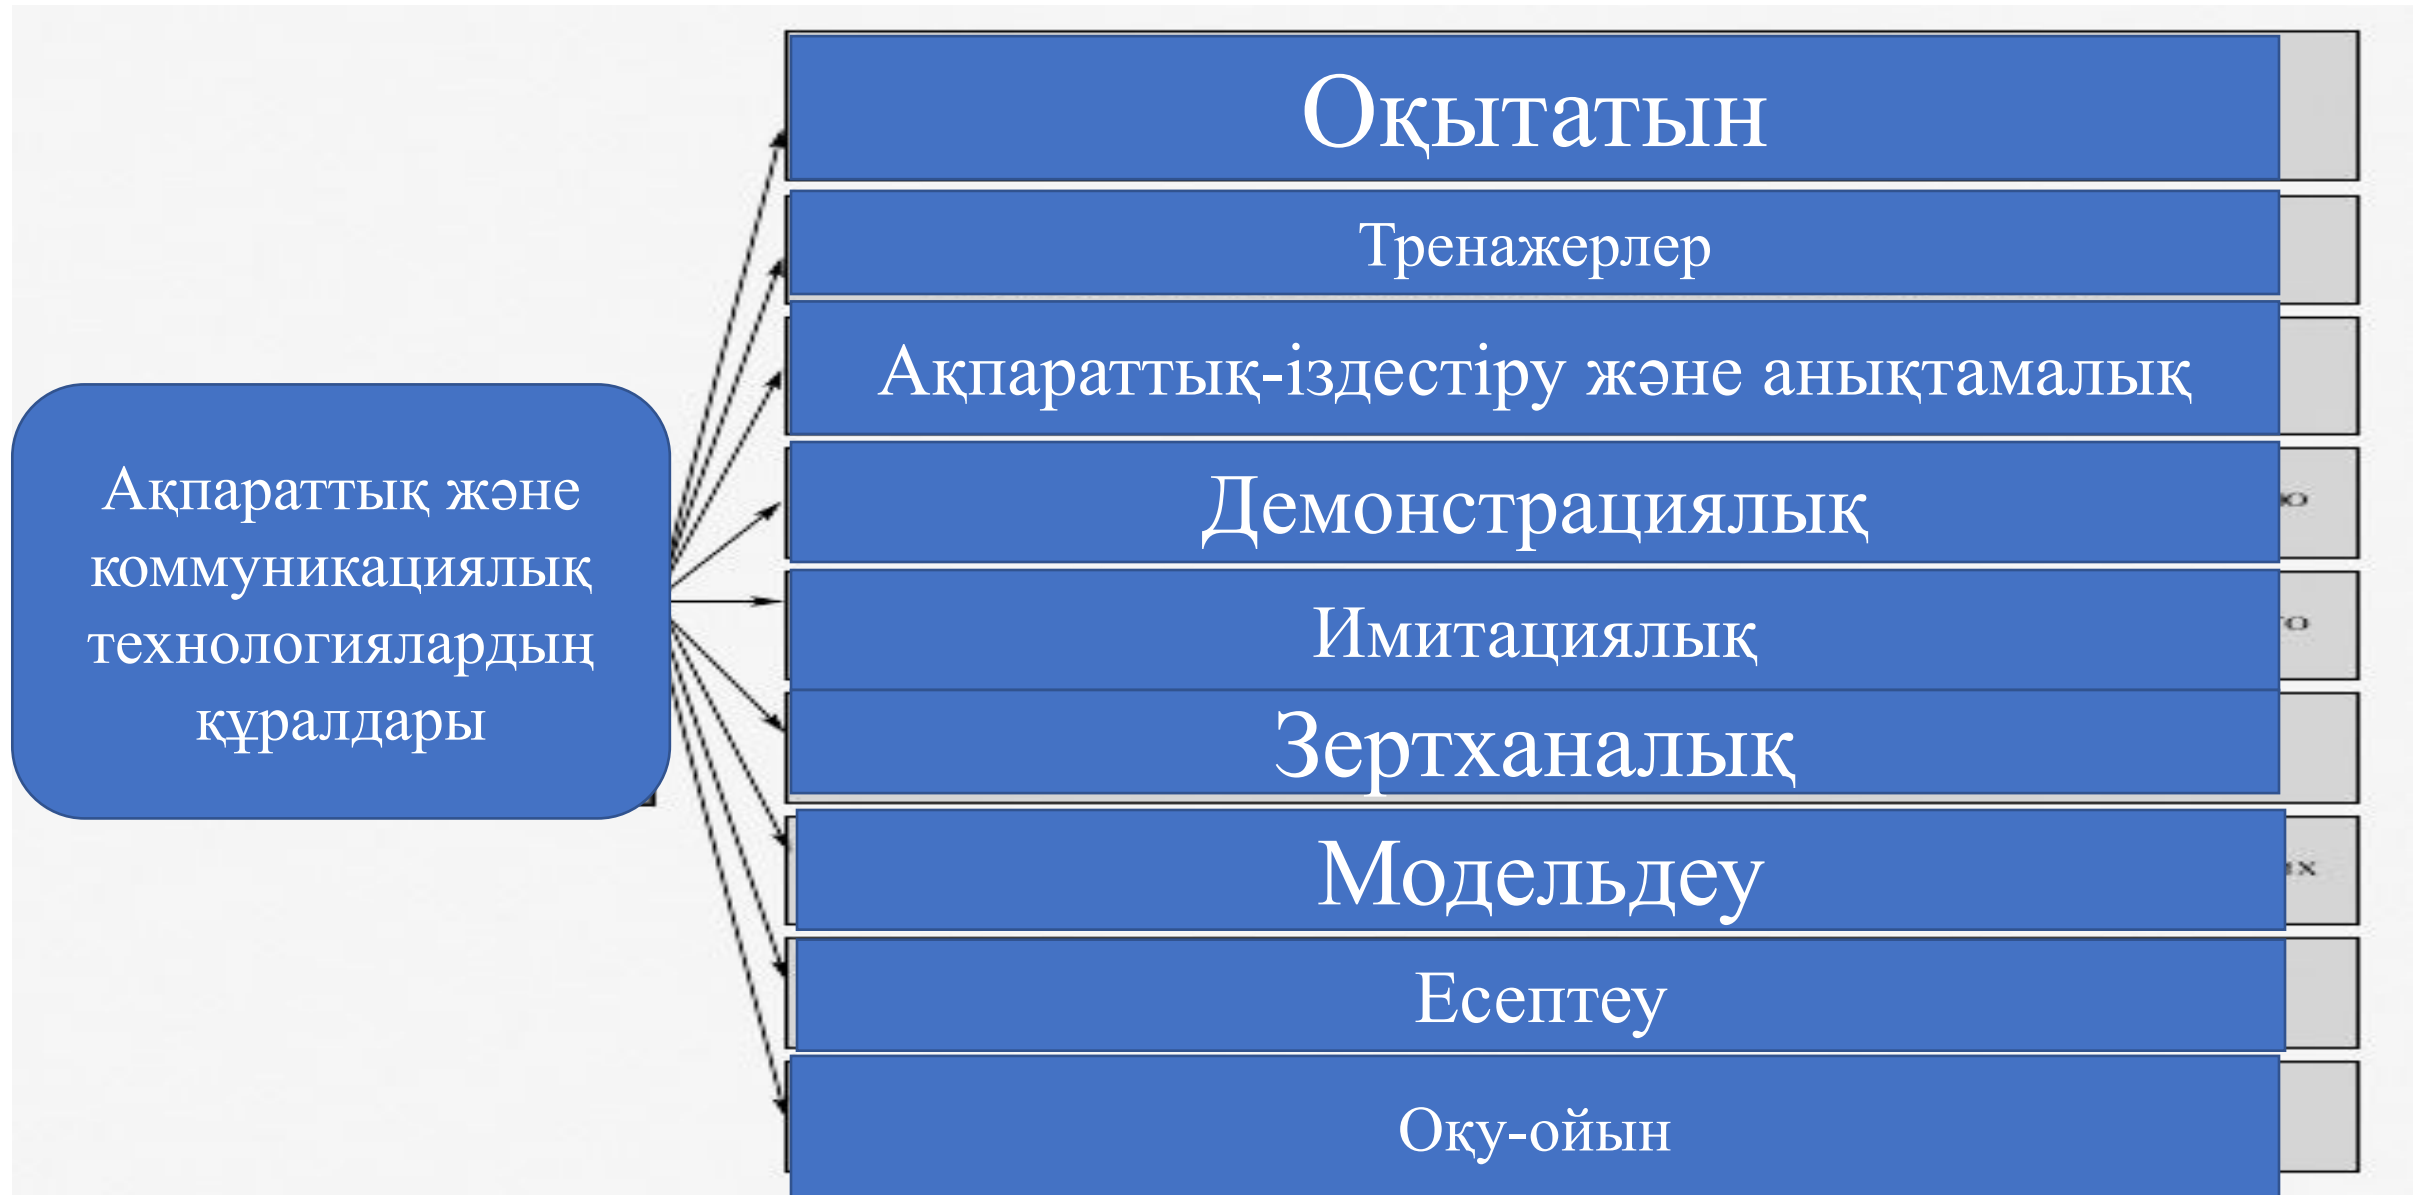 Ақпараттық және
коммуникациялық
технологиялардың
құралдары
Оқытатын
Тренажерлер
Ақпараттық-іздестіру және анықтамалық
Демонстрациялық
Имитациялық
Зертханалық
Модельдеу
Есептеу
Оқу-ойын